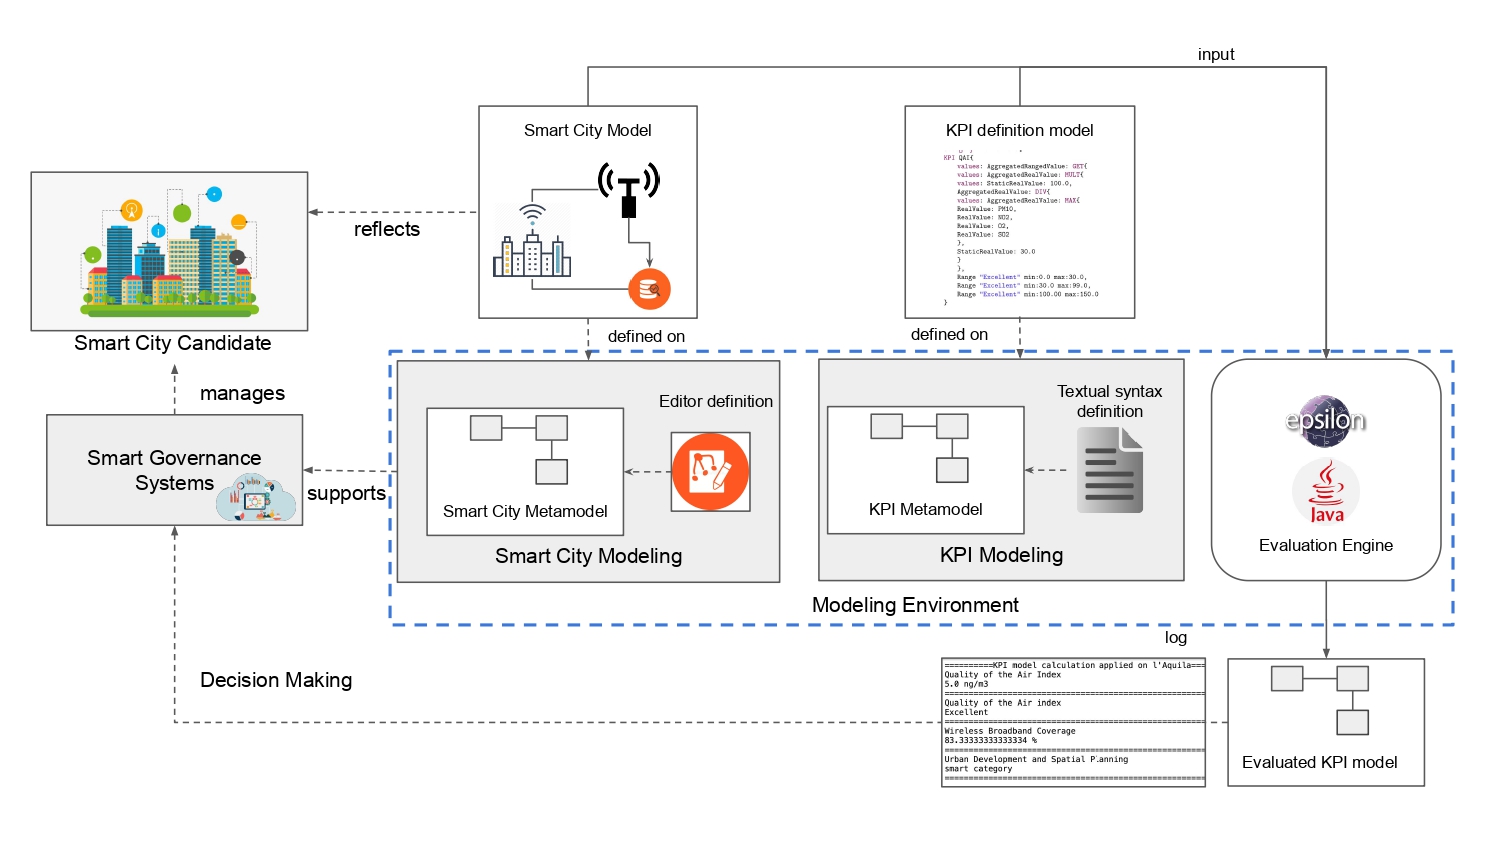 input
Smart City Model
KPI definition model
KPI QAI{
values: AggregatedRangedValue: GET{
values: AggregatedRealValue: MULT{
values: StaticRealValue: 100.0,
AggregatedRealValue: DIV{
values: AggregatedRealValue: MAX{
RealValue: PM10,
RealValue: NO2,
RealValue: O2,
RealValue: SO2
},
StaticRealValue: 30.0
}
},
Range "Excellent" min:0.0 max:30.0,
Range "Excellent" min:30.0 max:99.0,
Range "Excellent" min:100.00 max:150.0
}
reflects
Smart City Candidate
defined on
defined on
manages
Smart Governance
Systems
supports
Editor definition
Smart City Metamodel
Smart City Modeling
Textual syntax
definition
KPI Metamodel
KPI Modeling
epsilon
Java
Evaluation Engine
Modeling Environment
log
Decision Making
==========KPI model calculation applied on l'Aquila===
Quality of the Air Index
5.0 ng/m3
======================================================
Quality of the Air index
Excellent
======================================================
Wireless Broadband Coverage
83.33333333333334 %
======================================================
Urban Development and Spatial Planning
smart category
======================================================
Evaluated KPI model